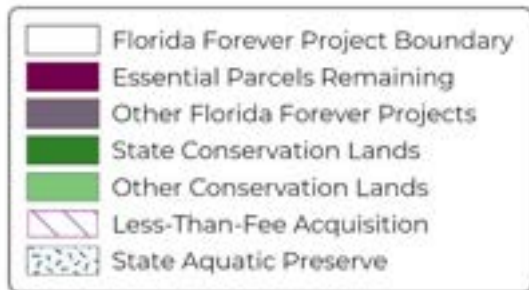 Florida Forever Project Boundary
Essential Parcels Remaining
Other Florida Forever Projects
State Conservation Lands
Other Conservation Lands
Less-Than-Fee Acquisition
State Aquatic Preserve